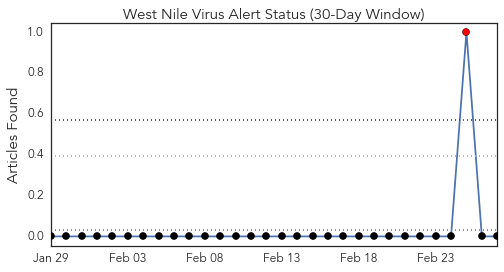 West Nile Virus Alert Status (30-Day Window)
Articles Found
1.0
0.8
0.6
0.4
0.2
0.0
Jan 29 Feb 03 Feb 08 Feb 13 Feb 18 Feb 23